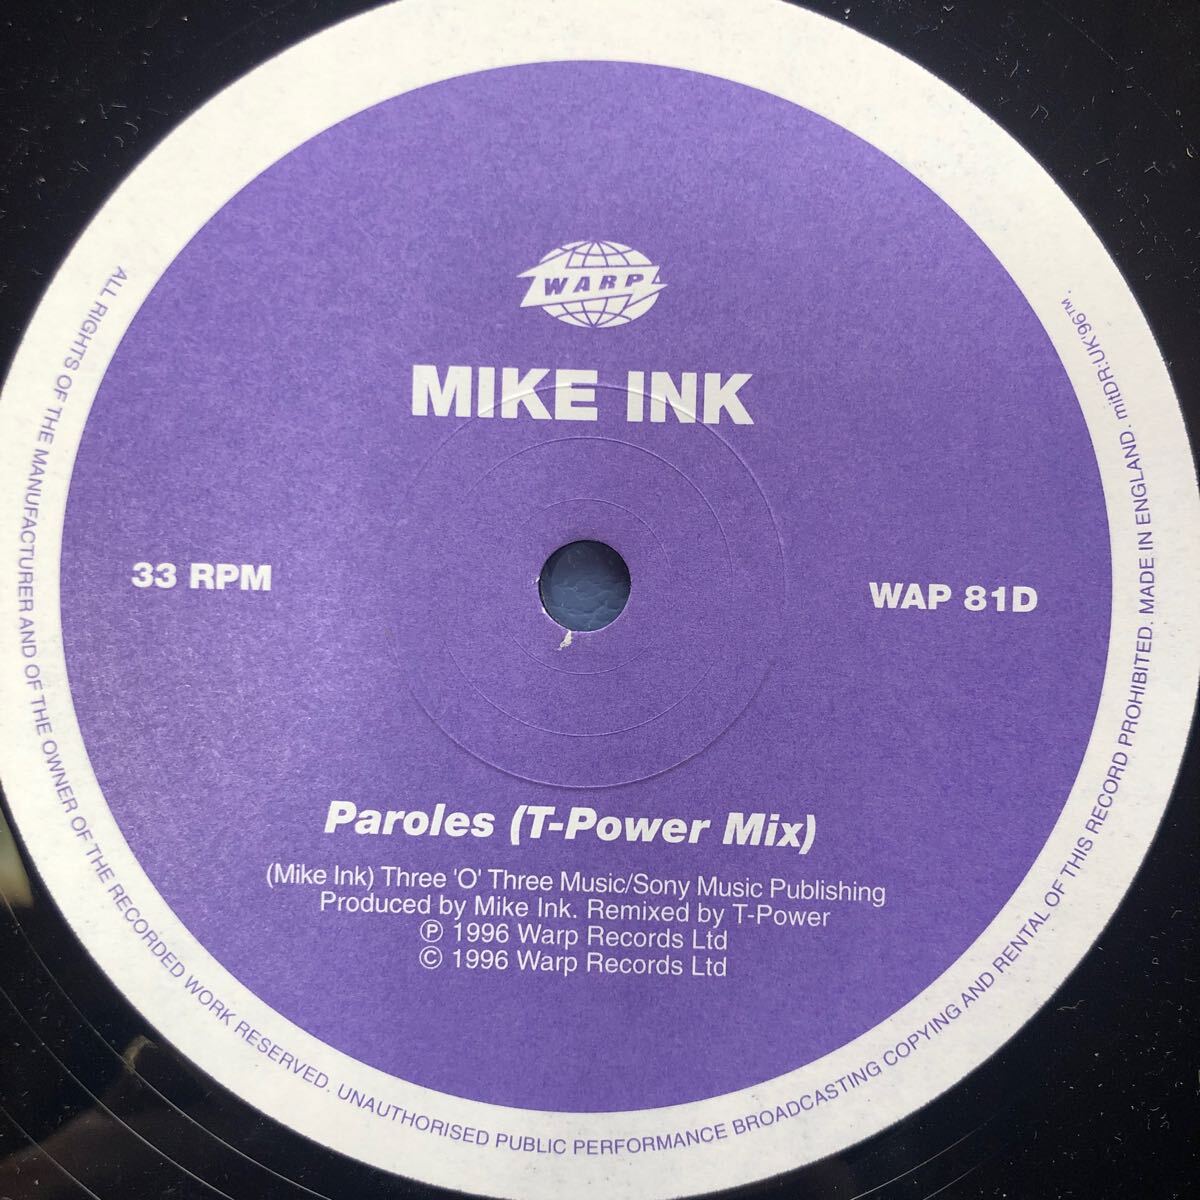 WARP
MIKE INK
33 RPM
WAP 81D
Paroles (T-Power Mix)
(Mike Ink) Three 'O' Three Music/Sony Music Publishing
Produced by Mike Ink. Remixed by T-Power
℗ 1996 Warp Records Ltd
© 1996 Warp Records Ltd
ALL RIGHTS OF THE MANUFACTURER AND OF THE OWNER OF THE RECORDED WORK RESERVED. UNAUTHORISED PUBLIC PERFORMANCE BROADCASTING COPYING AND RENTAL OF THIS RECORD PROHIBITED. MADE IN ENGLAND. mitDR:UK'96™.